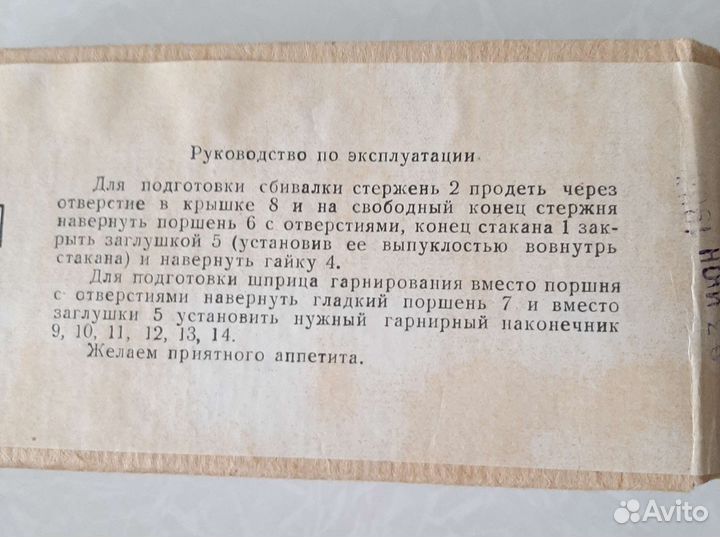 Руководство по эксплуатации
Для подготовки сбивалки стержень 2 продеть через
отверстие в крышке 8 и на свободный конец стержня
навернуть поршень 6 с отверстиями, конец стакана 1 зак-
рыть заглушкой 5 (установив ее выпуклостью вовнутрь
стакана) и навернуть гайку 4.
Для подготовки шприца гарнирования вместо поршня
с отверстиями навернуть гладкий поршень 7 и вместо
заглушки 5 установить нужный гарнирный наконечник
9, 10, 11, 12, 13, 14.
Желаем приятного аппетита.
Avito